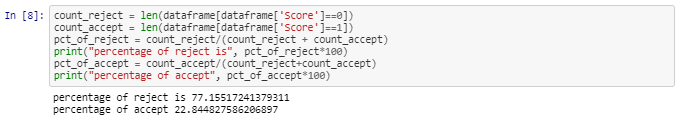 In [8]: count_reject = len(dataframe[dataframe['Score']==0])
count_accept = len(dataframe[dataframe['Score']==1])
pct_of_reject = count_reject/(count_reject + count_accept)
print("percentage of reject is", pct_of_reject*100)
pct_of_accept = count_accept/(count_reject+count_accept)
print("percentage of accept", pct_of_accept*100)
percentage of reject is 77.15517241379311
percentage of accept 22.844827586206897